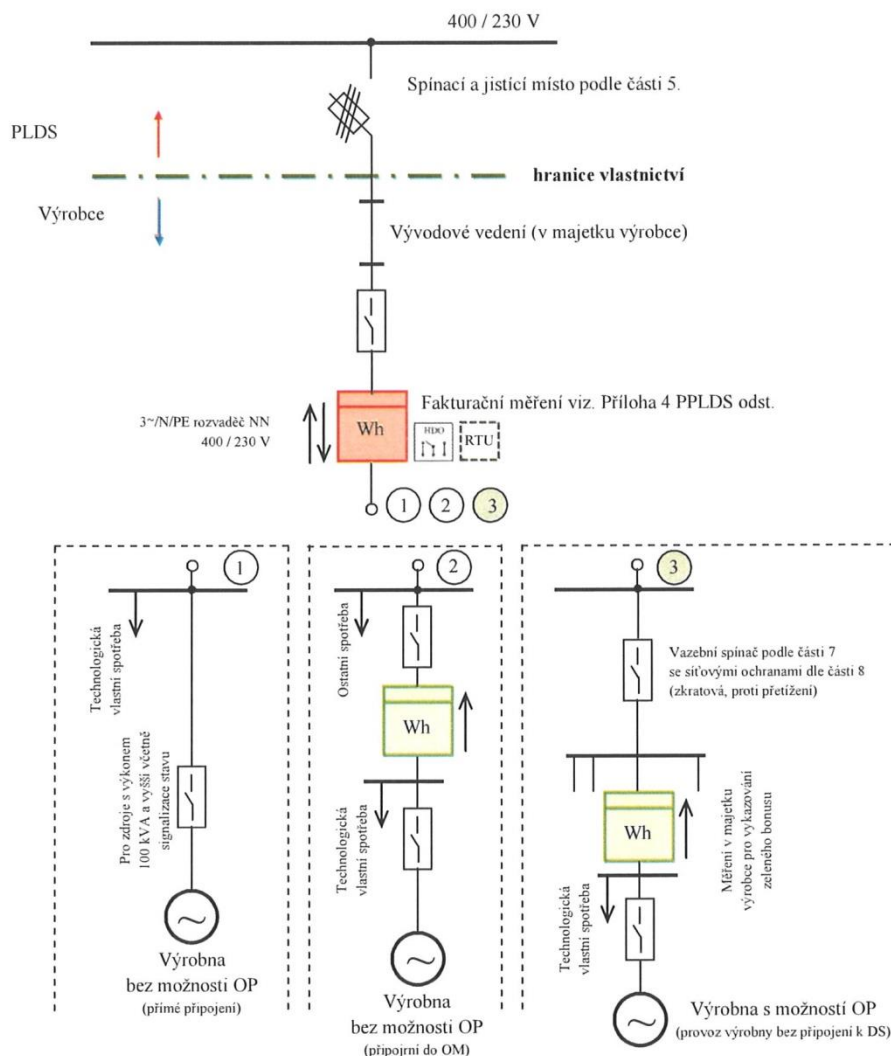 400 / 230 V
Spínací a jistící místo podle části 5.
PLDS
hranice vlastnictví
Výrobce
Vývodové vedení (v majetku výrobce)
Fakturační měření viz. Příloha 4 PPLDS odst.
3~/N/PE rozvaděč NN
400 / 230 V
Wh
HDO
RTU
1
2
3
1
Technologická
vlastní spotřeba
Pro zdroje s výkonem
100 kVA a vyšší včetně
signalizace stavu
~
Výrobna
bez možnosti OP
(přímé připojení)
2
Ostatní spotřeba
Wh
Technologická
vlastní spotřeba
~
Výrobna
bez možnosti OP
(připojrní do OM)
3
Vazební spínač podle části 7
se síťovými ochranami dle části 8
(zkratová, proti přetížení)
Wh
Měření v majetku
výrobce pro vykazování
zeleného bonusu
Technologická
vlastní spotřeba
~
Výrobna s možností OP
(provoz výrobny bez připojení k DS)